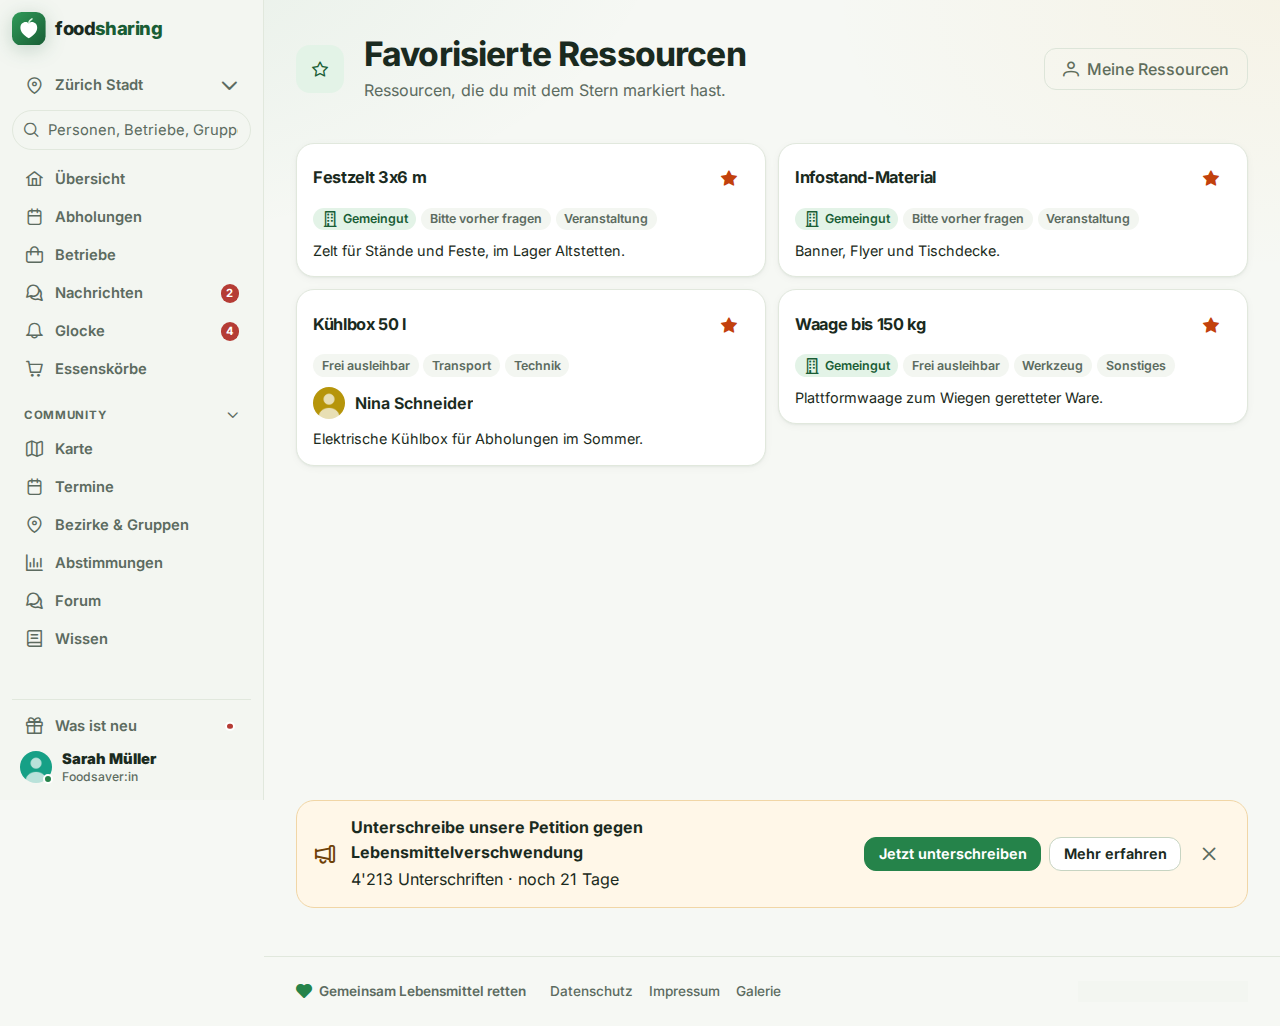 foodsharing
Zürich Stadt
Personen, Betriebe, Grupp
Übersicht
Abholungen
Betriebe
Nachrichten 2
Glocke 4
Essenskörbe
COMMUNITY
Karte
Termine
Bezirke & Gruppen
Abstimmungen
Forum
Wissen
Was ist neu
Sarah Müller
Foodsaver:in
Favorisierte Ressourcen
Ressourcen, die du mit dem Stern markiert hast.
Meine Ressourcen
Festzelt 3x6 m
Gemeingut Bitte vorher fragen Veranstaltung
Zelt für Stände und Feste, im Lager Altstetten.
Infostand-Material
Gemeingut Bitte vorher fragen Veranstaltung
Banner, Flyer und Tischdecke.
Kühlbox 50 l
Frei ausleihbar Transport Technik
Nina Schneider
Elektrische Kühlbox für Abholungen im Sommer.
Waage bis 150 kg
Gemeingut Frei ausleihbar Werkzeug Sonstiges
Plattformwaage zum Wiegen geretteter Ware.
Unterschreibe unsere Petition gegen
Lebensmittelverschwendung
4'213 Unterschriften · noch 21 Tage
Jetzt unterschreiben
Mehr erfahren
Gemeinsam Lebensmittel retten Datenschutz Impressum Galerie